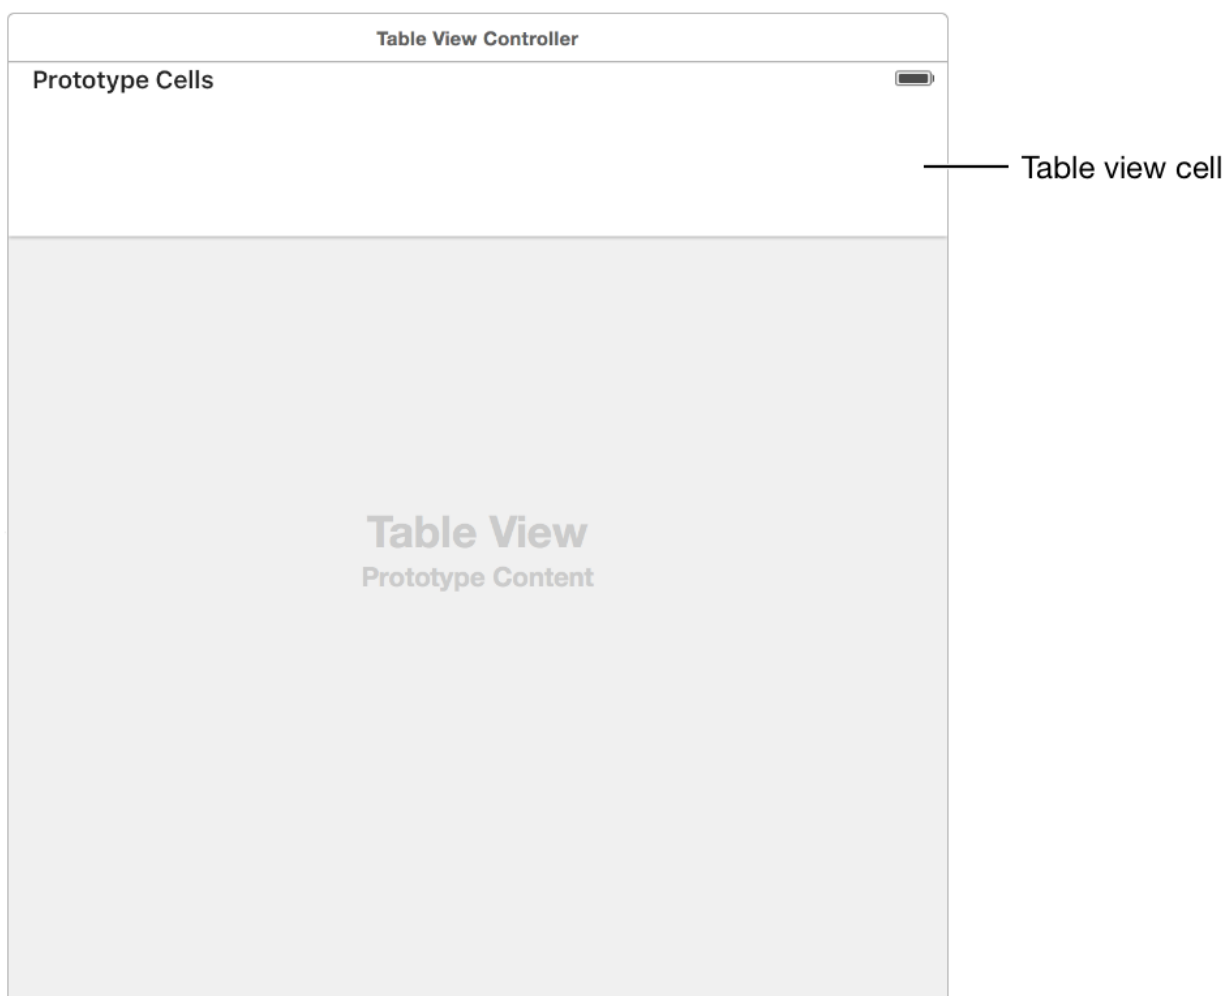 Table View Controller
Prototype Cells
Table view cell
Table View
Prototype Content